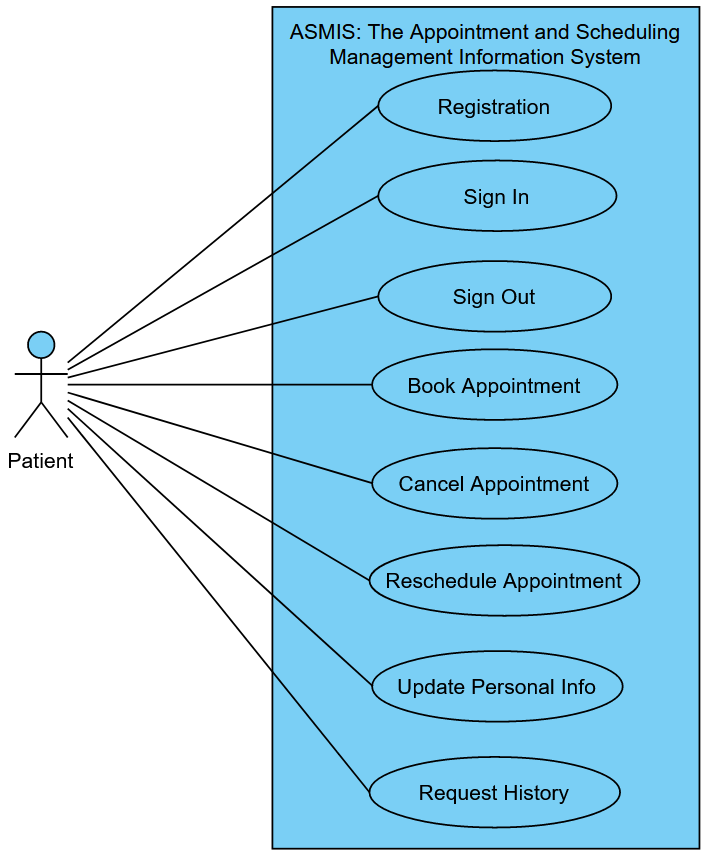 ASMIS: The Appointment and Scheduling
Management Information System
Registration
Sign In
Sign Out
Book Appointment
Patient
Cancel Appointment
Reschedule Appointment
Update Personal Info
Request History